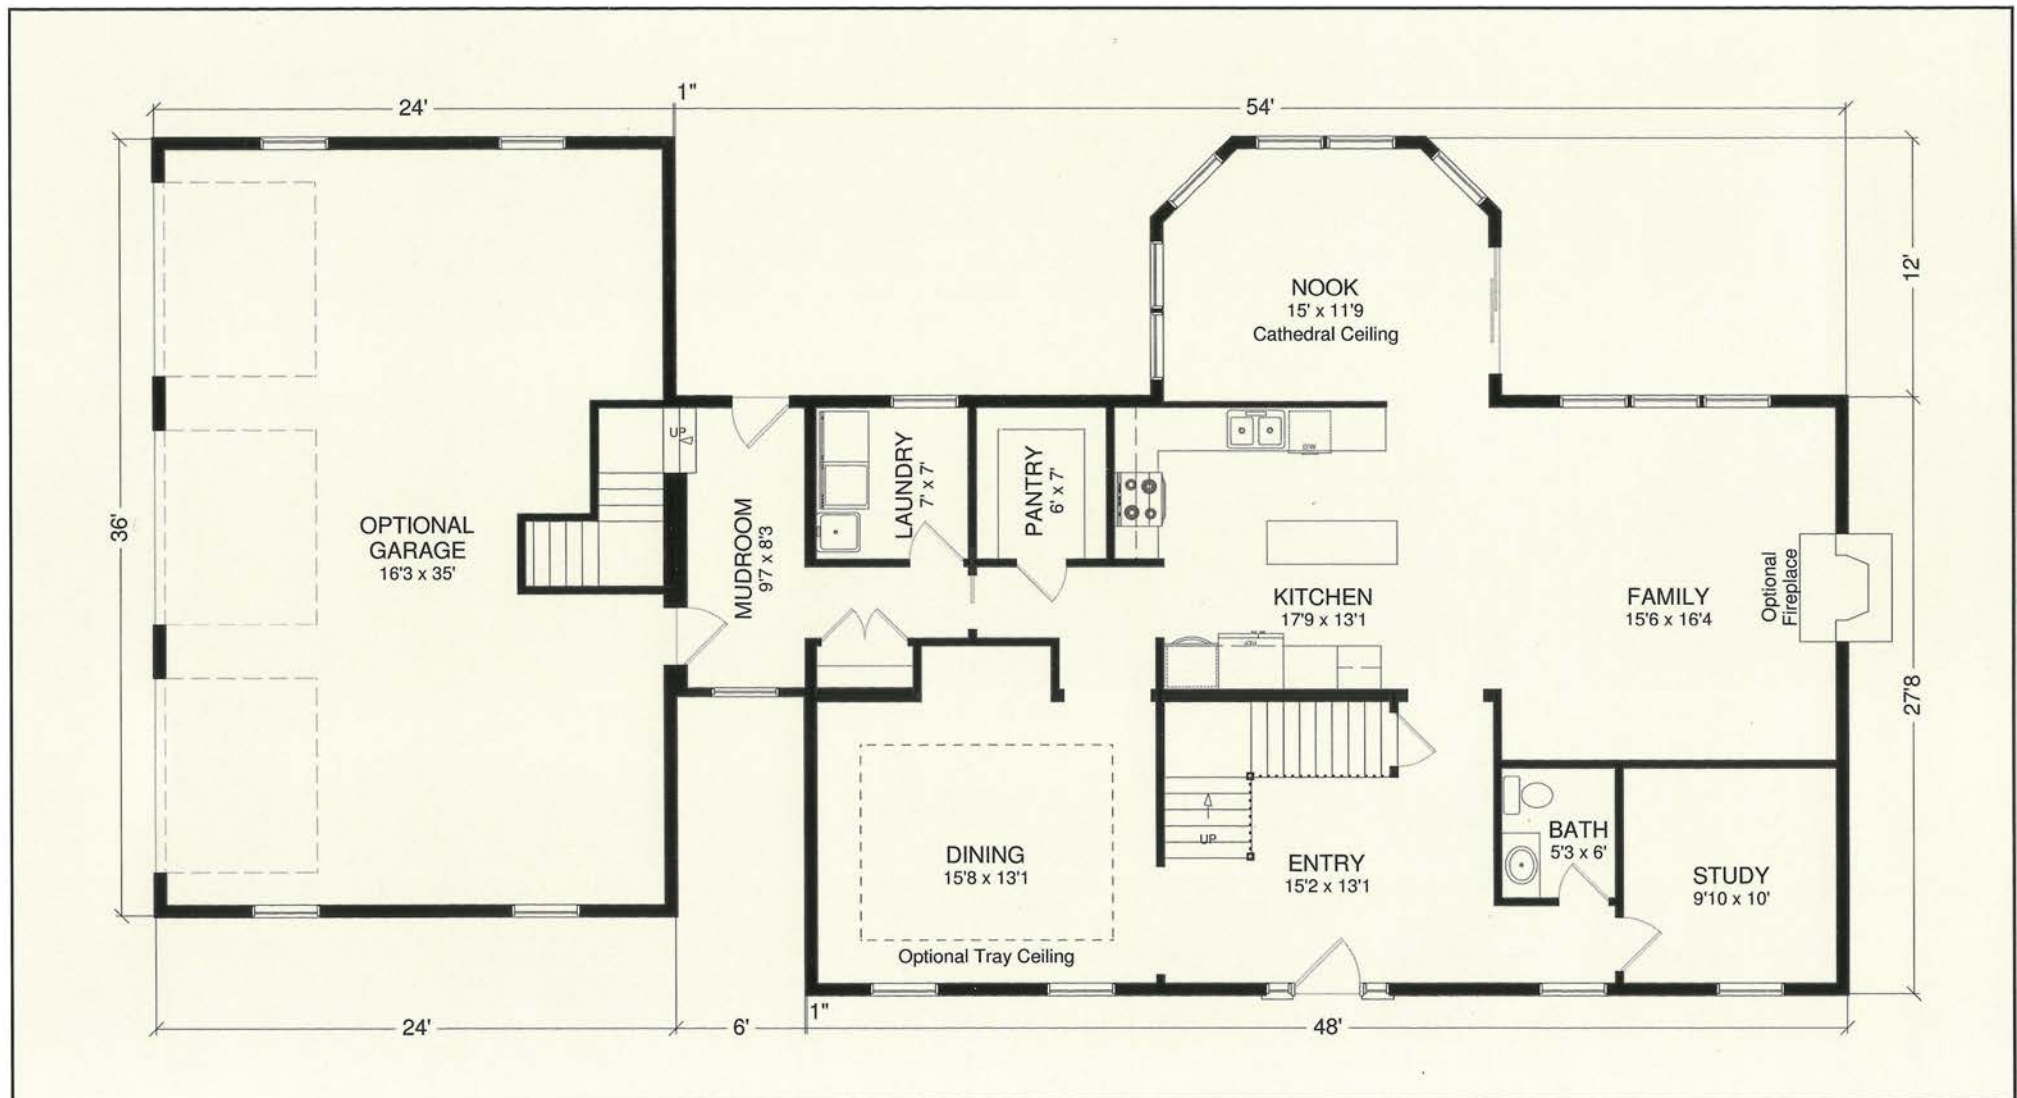 24'
1"
54'
36'
12'
27'8
NOOK
15' x 11'9
Cathedral Ceiling
UP
MUDROOM
9'7 x 8'3
LAUNDRY
7' x 7'
PANTRY
6' x 7'
D/W
OPTIONAL
GARAGE
16'3 x 35'
KITCHEN
17'9 x 13'1
FAMILY
15'6 x 16'4
Optional
Fireplace
DINING
15'8 x 13'1
Optional Tray Ceiling
UP
ENTRY
15'2 x 13'1
BATH
5'3 x 6'
STUDY
9'10 x 10'
24'
6'
1"
48'